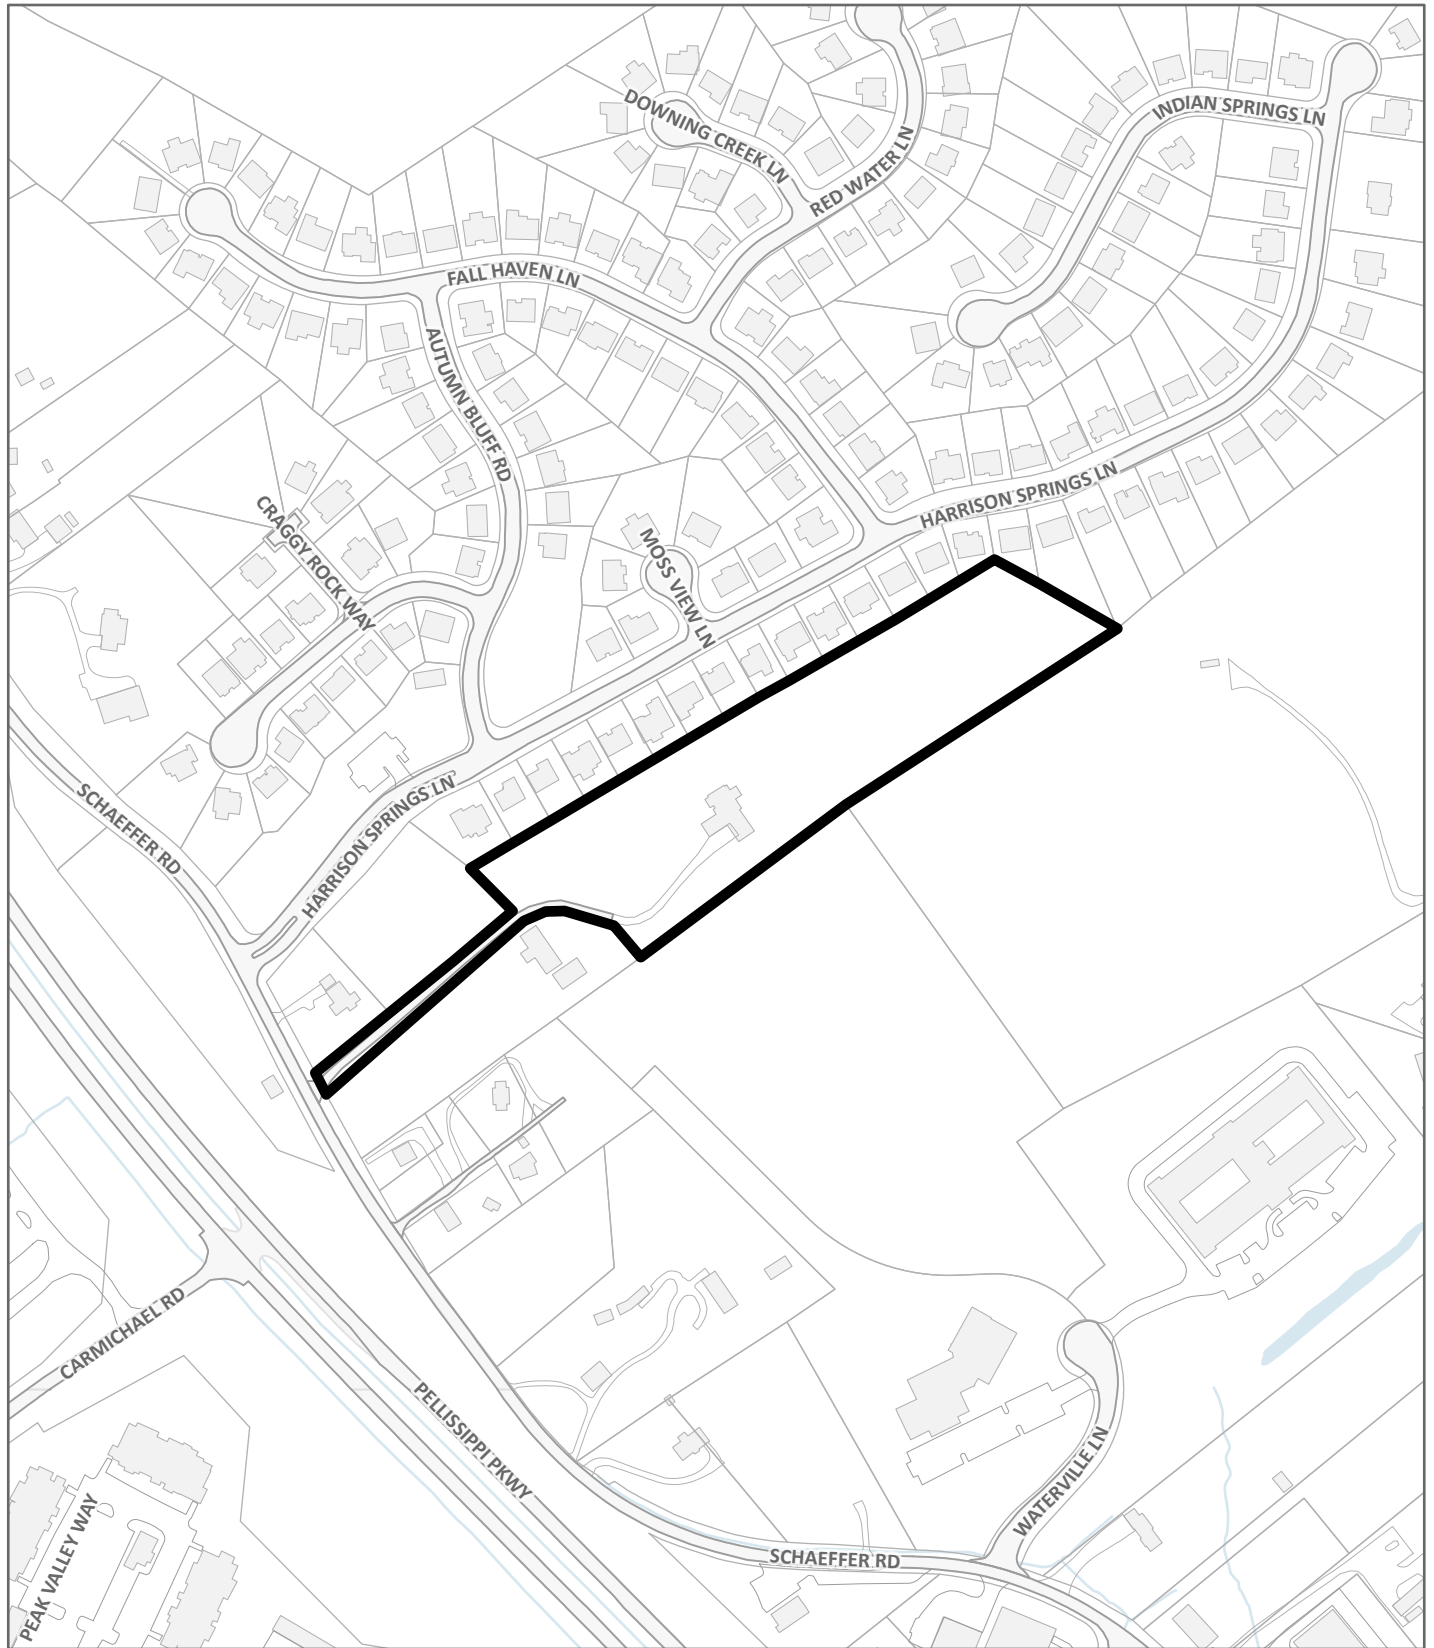 DOWNING CREEK LN
INDIAN SPRINGS LN
RED WATER LN
FALL HAVEN LN
AUTUMN BLUFF RD
HARRISON SPRINGS LN
CRAGGY ROCK WAY
MOSS VIEW LN
SCHAEFFER RD
HARRISON SPRINGS LN
CARMICHAEL RD
PELLISSIPPI PKWY
WATERVILLE LN
PEAK VALLEY WAY
SCHAEFFER RD